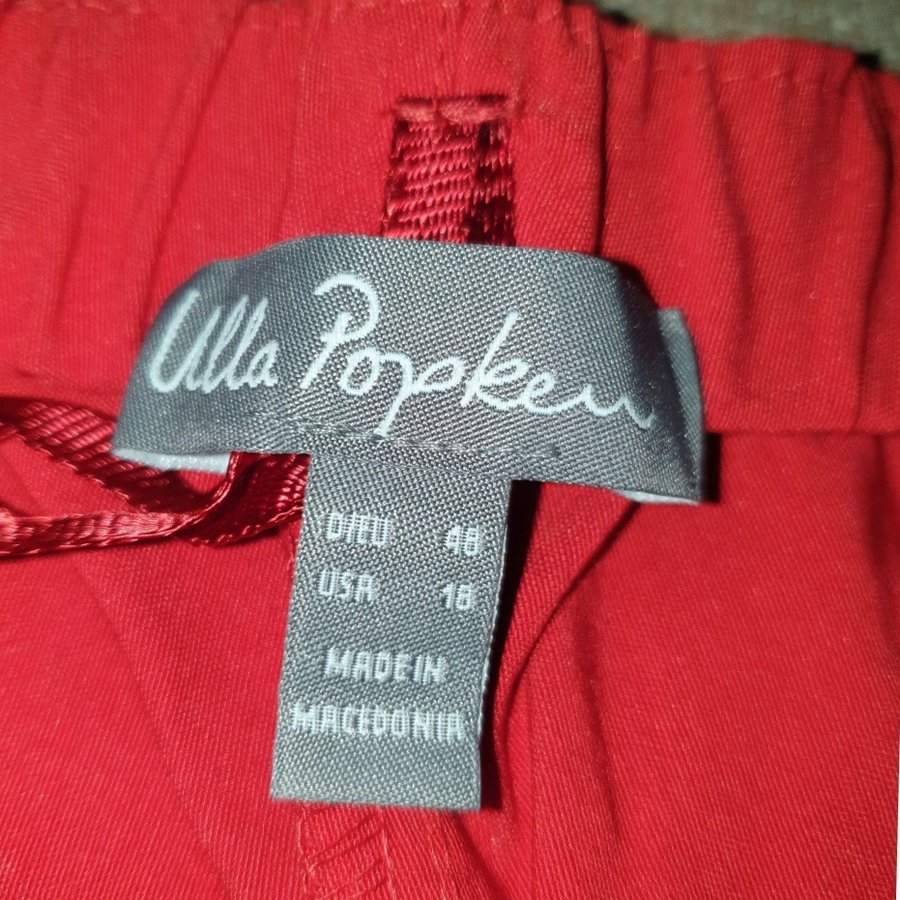 Ulla Popken
D/EU 48
USA 18
MADE IN
MACEDONIA